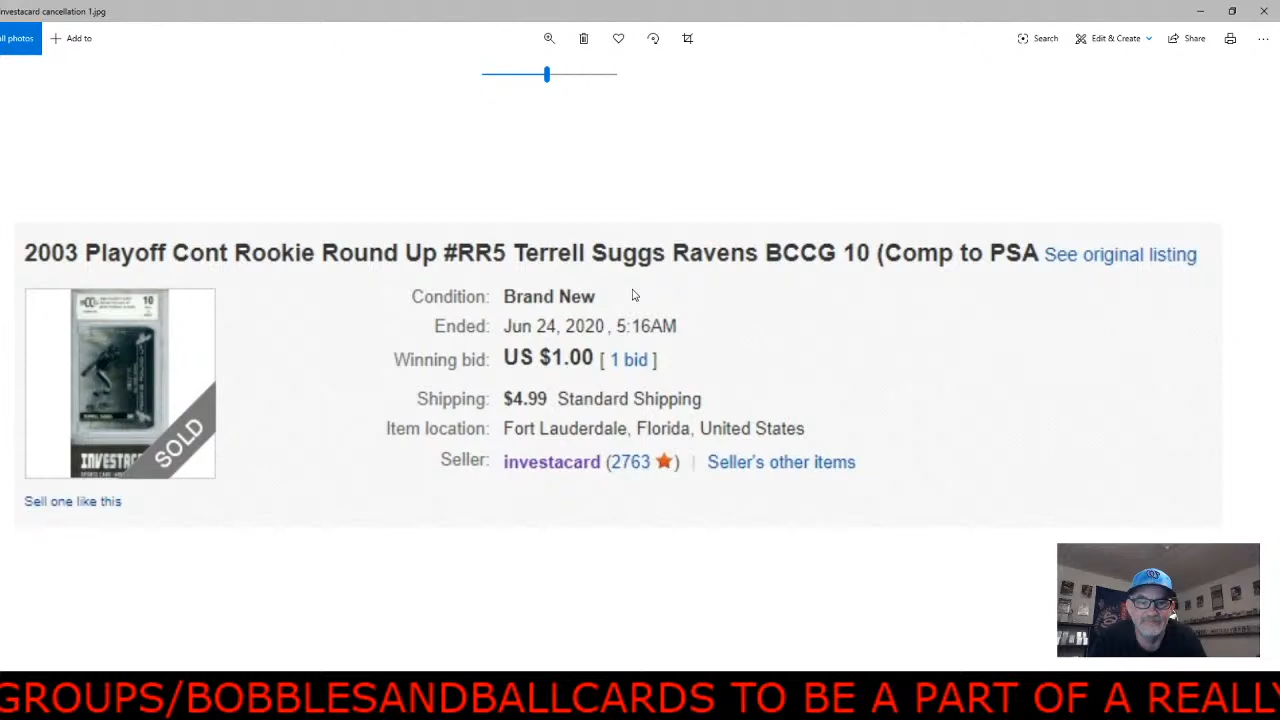 investacard cancellation 1.jpg
ll photos
Add to
Search
Edit & Create
Share
2003 Playoff Cont Rookie Round Up #RR5 Terrell Suggs Ravens BCCG 10 (Comp to PSA See original listing
10
SOLD
INVESTAC
Condition: Brand New
Ended: Jun 24, 2020 , 5:16AM
Winning bid: US $1.00 [ 1 bid ]
Shipping: $4.99 Standard Shipping
Item location: Fort Lauderdale, Florida, United States
Seller: investacard (2763 ) | Seller's other items
Sell one like this
GROUPS/BOBBLESANDBALLCARDS TO BE A PART OF A REALLY